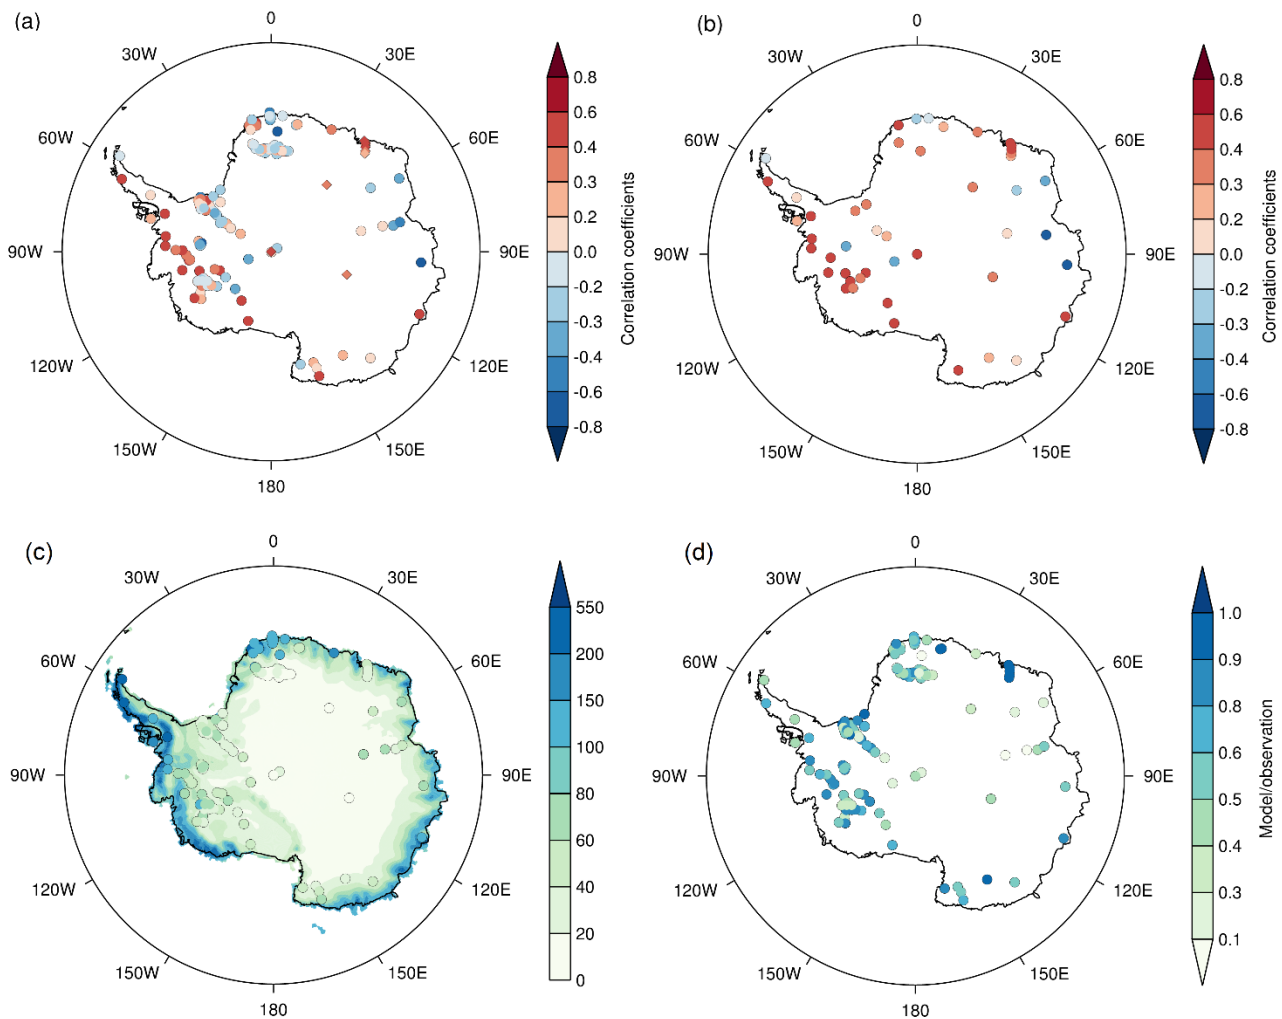 (a)
0
30W
30E
60W
60E
90W
90E
120W
120E
150W
150E
180
0.8
0.6
0.4
0.3
0.2
0.0
-0.2
-0.3
-0.4
-0.6
-0.8
Correlation coefficients
(b)
0
30W
30E
60W
60E
90W
90E
120W
120E
150W
150E
180
0.8
0.6
0.4
0.3
0.2
0.0
-0.2
-0.3
-0.4
-0.6
-0.8
Correlation coefficients
(c)
0
30W
30E
60W
60E
90W
90E
120W
120E
150W
150E
180
550
200
150
100
80
60
40
20
0
(d)
0
30W
30E
60W
60E
90W
90E
120W
120E
150W
150E
180
1.0
0.9
0.8
0.6
0.5
0.4
0.3
0.1
Model/observation